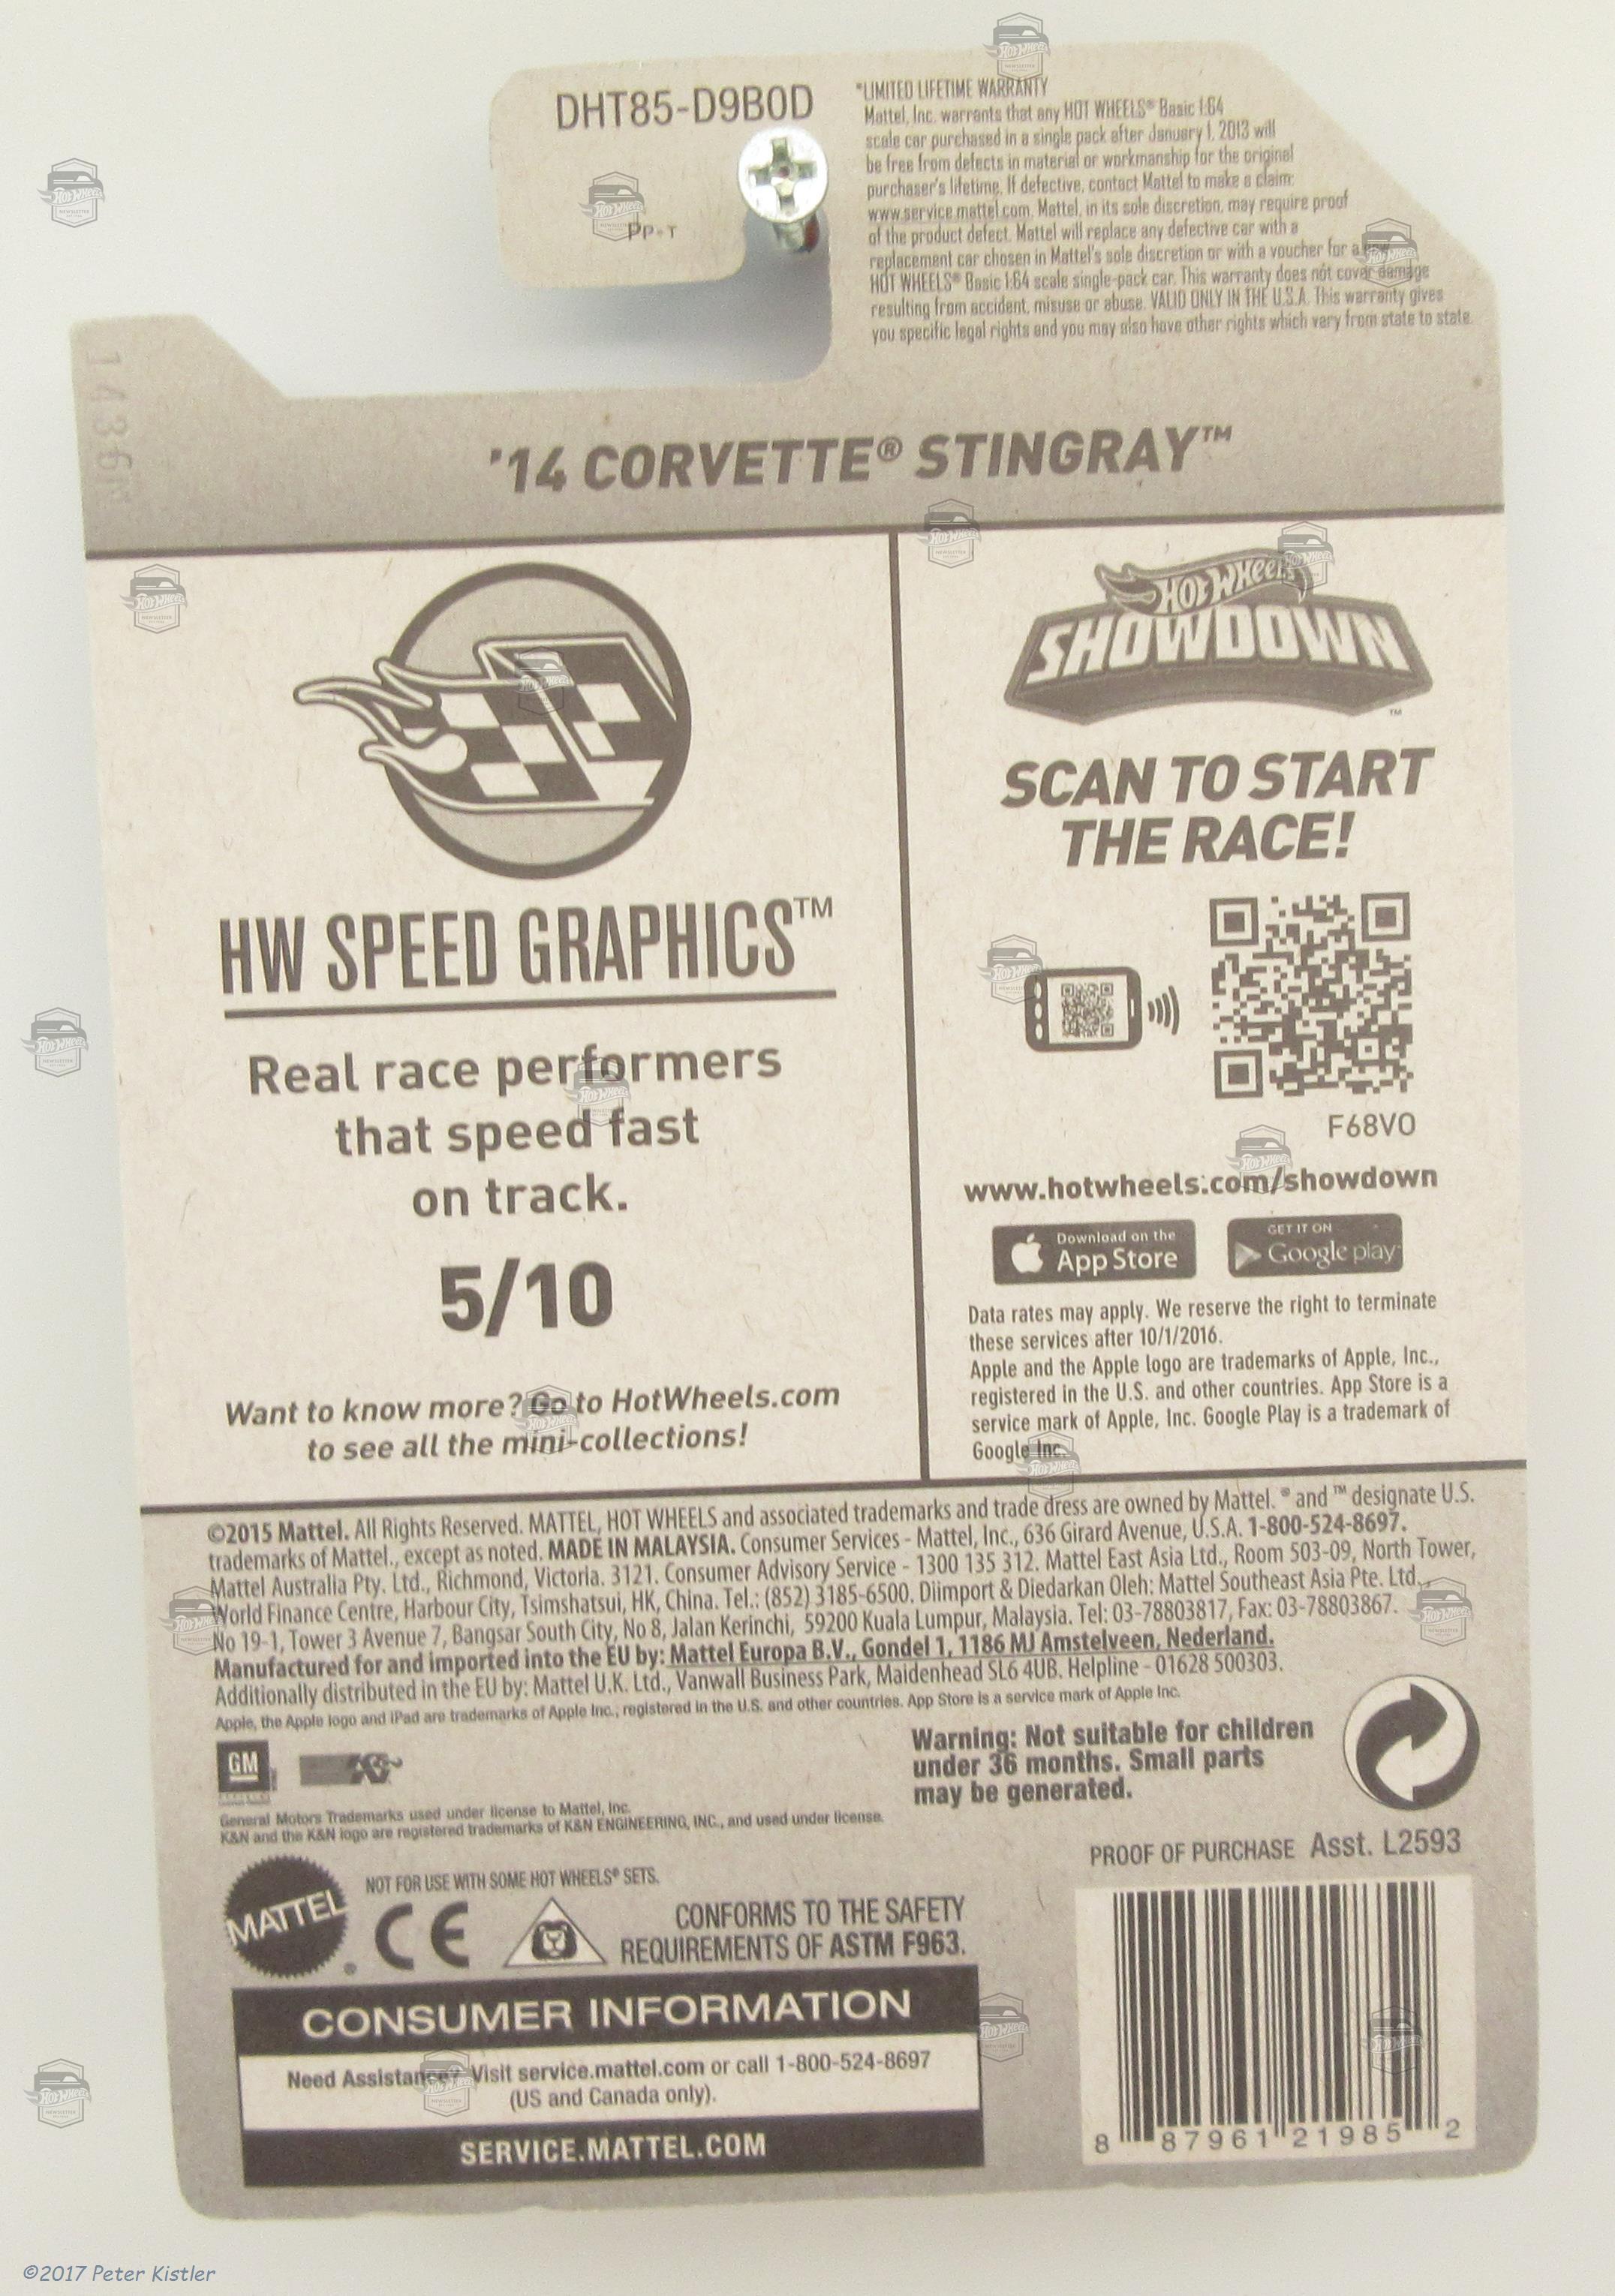 DHT85-D9B0D
PP-T
*LIMITED LIFETIME WARRANTY
Mattel, Inc. warrants that any HOT WHEELS® Basic 1:64
scale car purchased in a single pack after January 1, 2013 will
be free from defects in material or workmanship for the original
purchaser's lifetime. If defective, contact Mattel to make a claim:
www.service.mattel.com. Mattel, in its sole discretion, may require proof
of the product defect. Mattel will replace any defective car with a
replacement car chosen in Mattel's sole discretion or with a voucher for a new
HOT WHEELS® Basic 1:64 scale single-pack car. This warranty does not cover damage
resulting from accident, misuse or abuse. VALID ONLY IN THE U.S.A. This warranty gives
you specific legal rights and you may also have other rights which vary from state to state.
'14 CORVETTE® STINGRAY™
HW SPEED GRAPHICS™
Real race performers
that speed fast
on track.
5/10
Want to know more? Go to HotWheels.com
to see all the mini-collections!
HOT WHEELS
SHOWDOWN
™
SCAN TO START
THE RACE!
F68VO
www.hotwheels.com/showdown
Download on the
App Store
GET IT ON
Google play
Data rates may apply. We reserve the right to terminate
these services after 10/1/2016.
Apple and the Apple logo are trademarks of Apple, Inc.,
registered in the U.S. and other countries. App Store is a
service mark of Apple, Inc. Google Play is a trademark of
Google Inc.
©2015 Mattel. All Rights Reserved. MATTEL, HOT WHEELS and associated trademarks and trade dress are owned by Mattel. ® and ™ designate U.S.
trademarks of Mattel., except as noted. MADE IN MALAYSIA. Consumer Services - Mattel, Inc., 636 Girard Avenue, U.S.A. 1-800-524-8697.
Mattel Australia Pty. Ltd., Richmond, Victoria. 3121. Consumer Advisory Service - 1300 135 312. Mattel East Asia Ltd., Room 503-09, North Tower,
World Finance Centre, Harbour City, Tsimshatsui, HK, China. Tel.: (852) 3185-6500. Diimport & Diedarkan Oleh: Mattel Southeast Asia Pte. Ltd.,
No 19-1, Tower 3 Avenue 7, Bangsar South City, No 8, Jalan Kerinchi, 59200 Kuala Lumpur, Malaysia. Tel: 03-78803817, Fax: 03-78803867.
Manufactured for and imported into the EU by: Mattel Europa B.V., Gondel 1, 1186 MJ Amstelveen, Nederland.
Additionally distributed in the EU by: Mattel U.K. Ltd., Vanwall Business Park, Maidenhead SL6 4UB. Helpline - 01628 500303.
Apple, the Apple logo and iPad are trademarks of Apple Inc., registered in the U.S. and other countries. App Store is a service mark of Apple Inc.
GM
K&N
General Motors Trademarks used under license to Mattel, Inc.
K&N and the K&N logo are registered trademarks of K&N ENGINEERING, INC., and used under license.
Warning: Not suitable for children
under 36 months. Small parts
may be generated.
PROOF OF PURCHASE Asst. L2593
MATTEL®
NOT FOR USE WITH SOME HOT WHEELS® SETS.
CE
CONFORMS TO THE SAFETY
REQUIREMENTS OF ASTM F963.
CONSUMER INFORMATION
Need Assistance? Visit service.mattel.com or call 1-800-524-8697
(US and Canada only).
SERVICE.MATTEL.COM
8 87961 21985 2
©2017 Peter Kistler